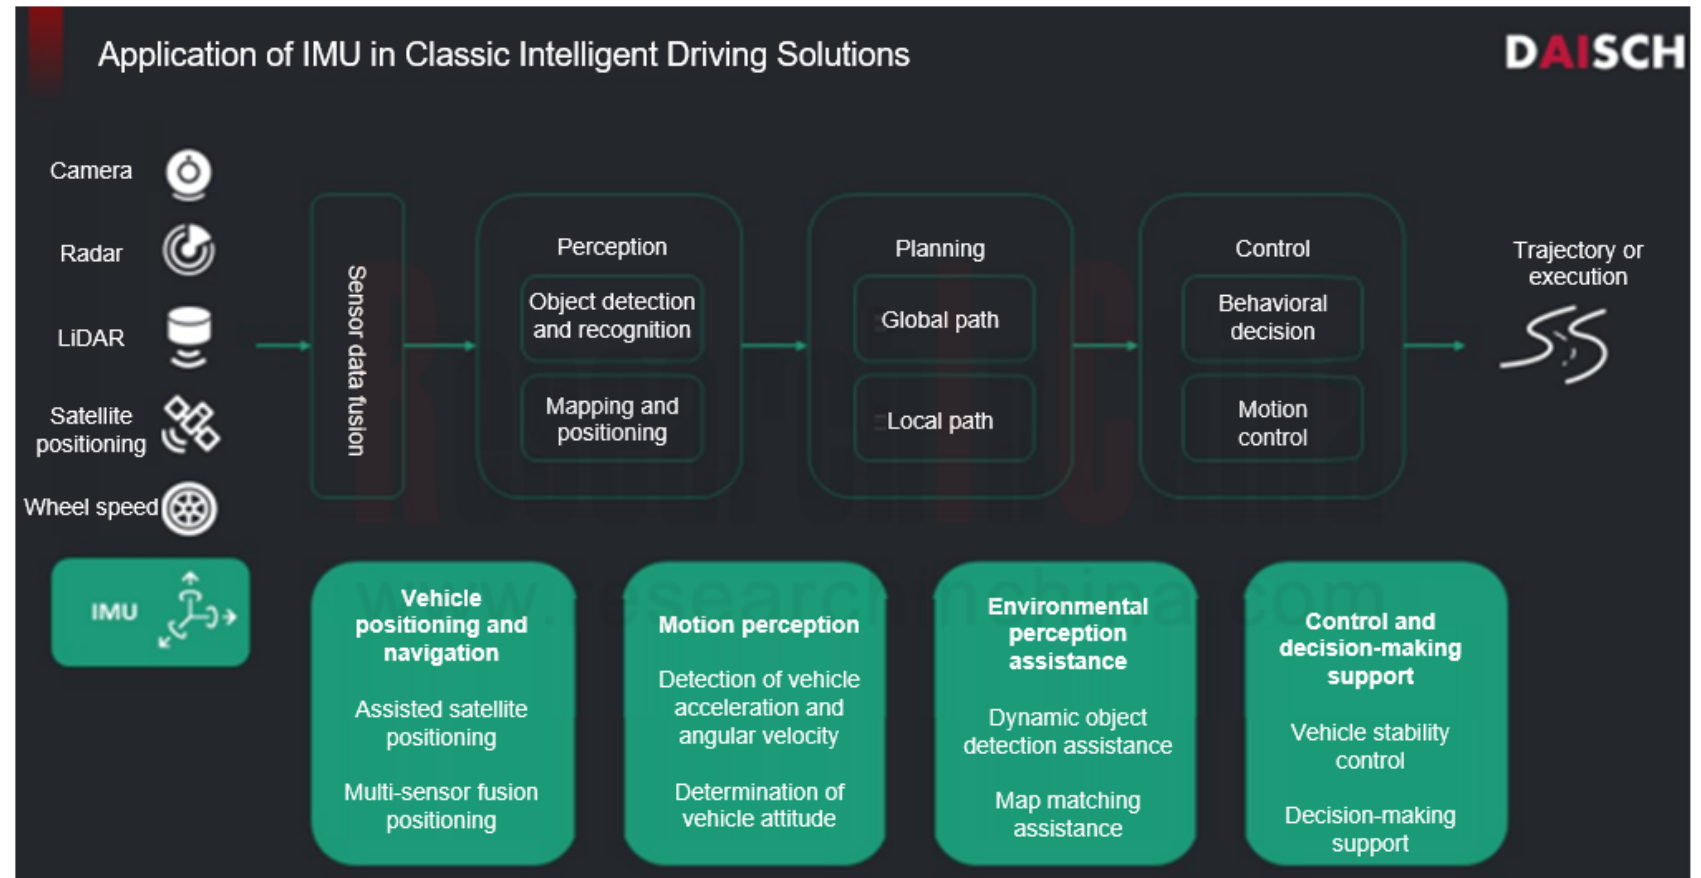 Application of IMU in Classic Intelligent Driving Solutions
DAISCH
Camera
Radar
LiDAR
Satellite
positioning
Wheel speed
IMU
Sensor data fusion
Perception
Object detection
and recognition
Mapping and
positioning
Planning
Global path
Local path
Control
Behavioral
decision
Motion
control
Trajectory or
execution
Vehicle
positioning and
navigation
Assisted satellite
positioning
Multi-sensor fusion
positioning
Motion perception
Detection of vehicle
acceleration and
angular velocity
Determination of
vehicle attitude
Environmental
perception
assistance
Dynamic object
detection assistance
Map matching
assistance
Control and
decision-making
support
Vehicle stability
control
Decision-making
support
ResearchInChina
www.researchinchina.com